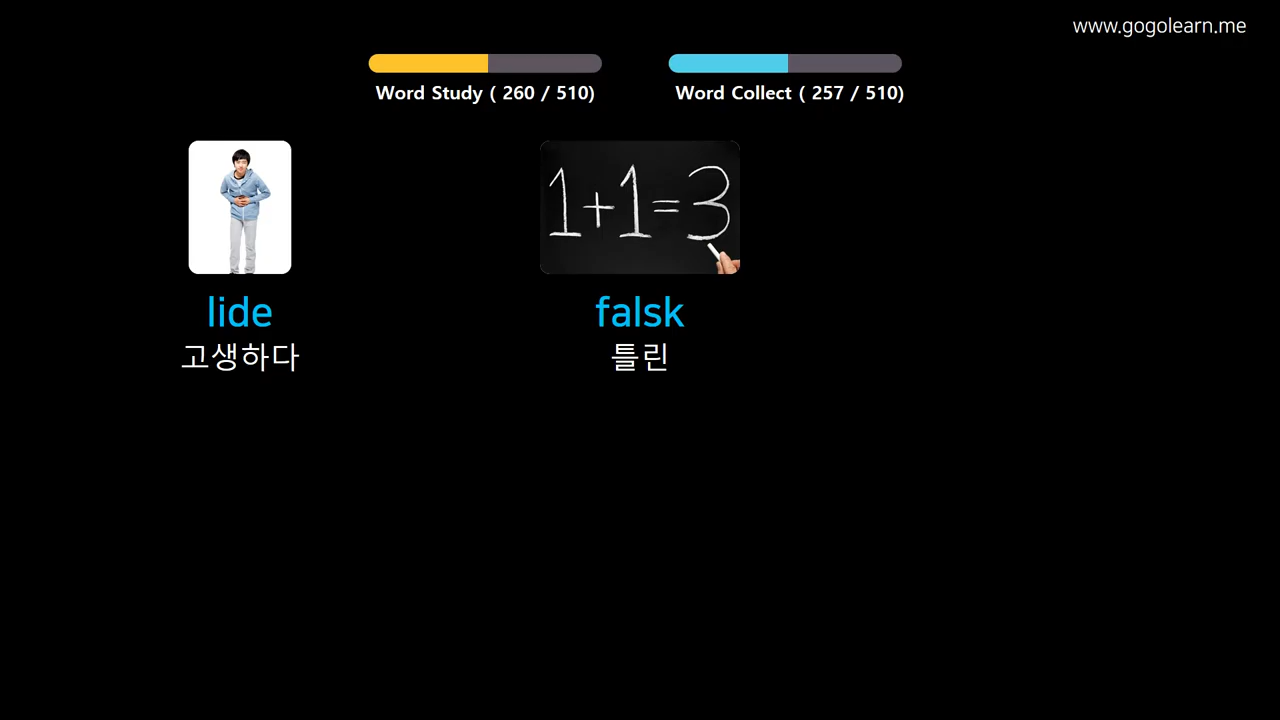 www.gogolearn.me
Word Study ( 260 / 510)
Word Collect ( 257 / 510)
1+1=3
lide
falsk
고생하다
틀린